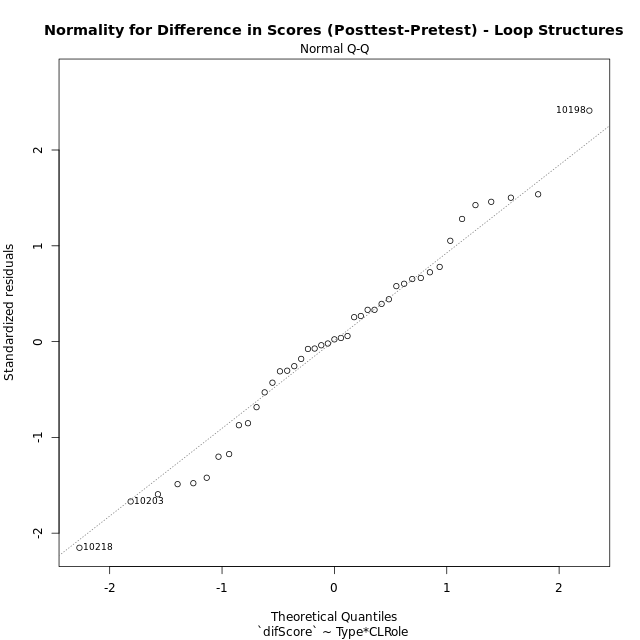 Normality for Difference in Scores (Posttest-Pretest) - Loop Structures
Normal Q-Q
10198
2
1
0
-1
-2
Standardized residuals
10203
10218
-2 -1 0 1 2
Theoretical Quantiles
`difScore` ~ Type*CLRole